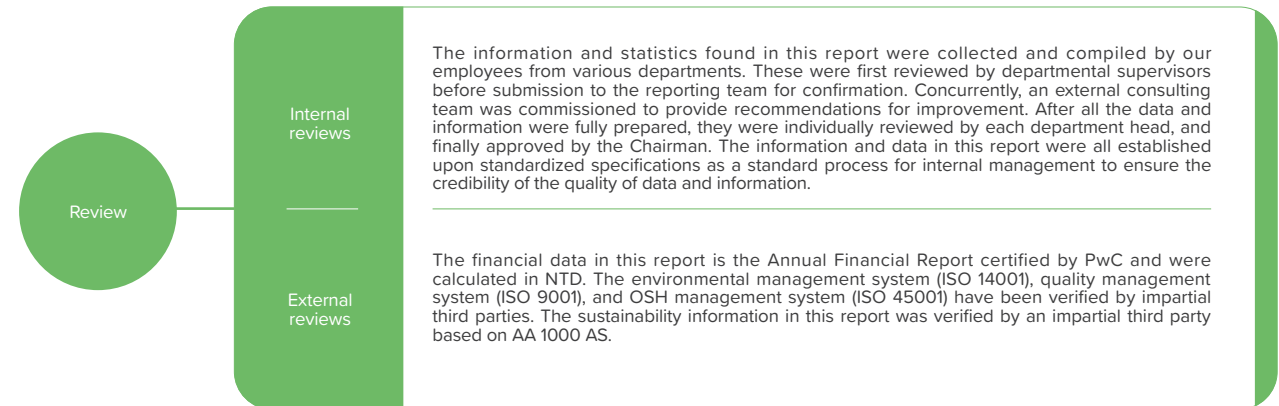 Review
Internal
reviews
The information and statistics found in this report were collected and compiled by our
employees from various departments. These were first reviewed by departmental supervisors
before submission to the reporting team for confirmation. Concurrently, an external consulting
team was commissioned to provide recommendations for improvement. After all the data and
information were fully prepared, they were individually reviewed by each department head, and
finally approved by the Chairman. The information and data in this report were all established
upon standardized specifications as a standard process for internal management to ensure the
credibility of the quality of data and information.
External
reviews
The financial data in this report is the Annual Financial Report certified by PwC and were
calculated in NTD. The environmental management system (ISO 14001), quality management
system (ISO 9001), and OSH management system (ISO 45001) have been verified by impartial
third parties. The sustainability information in this report was verified by an impartial third party
based on AA 1000 AS.